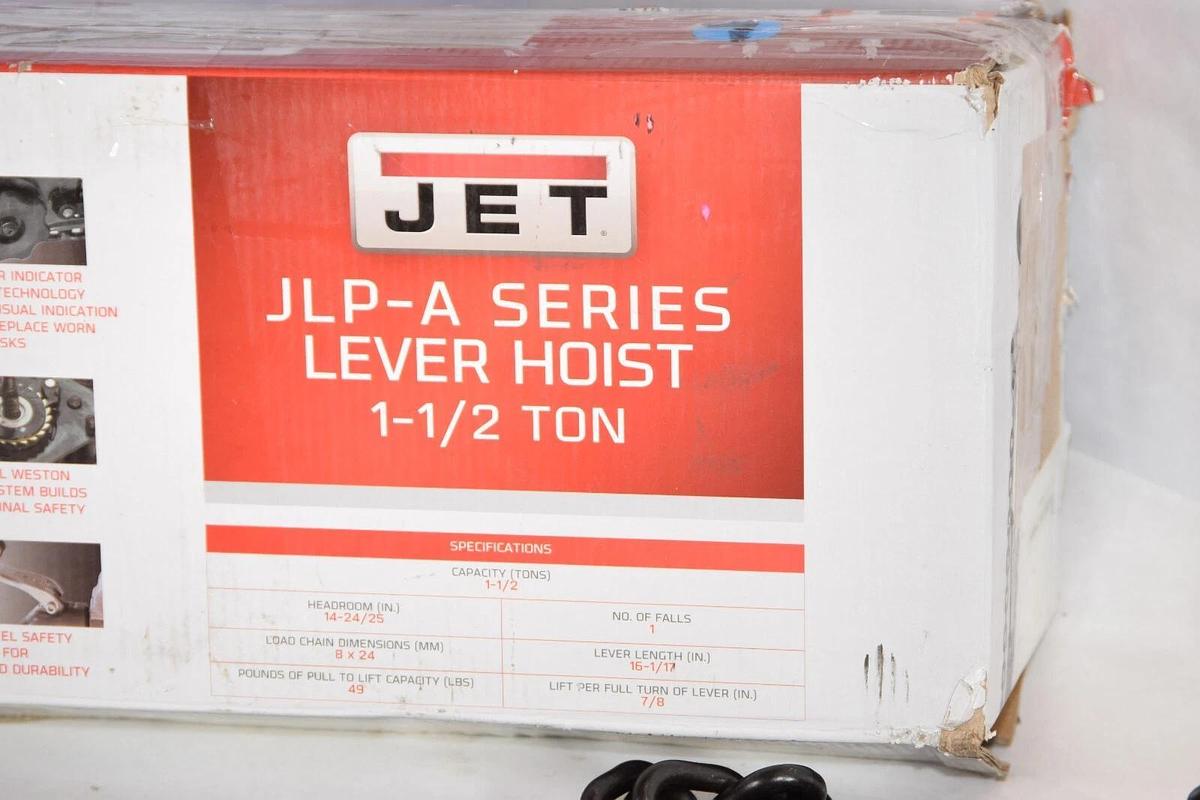 JET
JLP-A SERIES
LEVER HOIST
1-1/2 TON
R INDICATOR
TECHNOLOGY
ISUAL INDICATION
EPLACE WORN
SKS
L WESTON
STEM BUILDS
NAL SAFETY
EL SAFETY
FOR
D DURABILITY
SPECIFICATIONS
CAPACITY (TONS)
1-1/2
HEADROOM (IN.)
14-24/25
NO. OF FALLS
1
LOAD CHAIN DIMENSIONS (MM)
8 x 24
LEVER LENGTH (IN.)
16-1/17
POUNDS OF PULL TO LIFT CAPACITY (LBS)
49
LIFT PER FULL TURN OF LEVER (IN.)
7/8